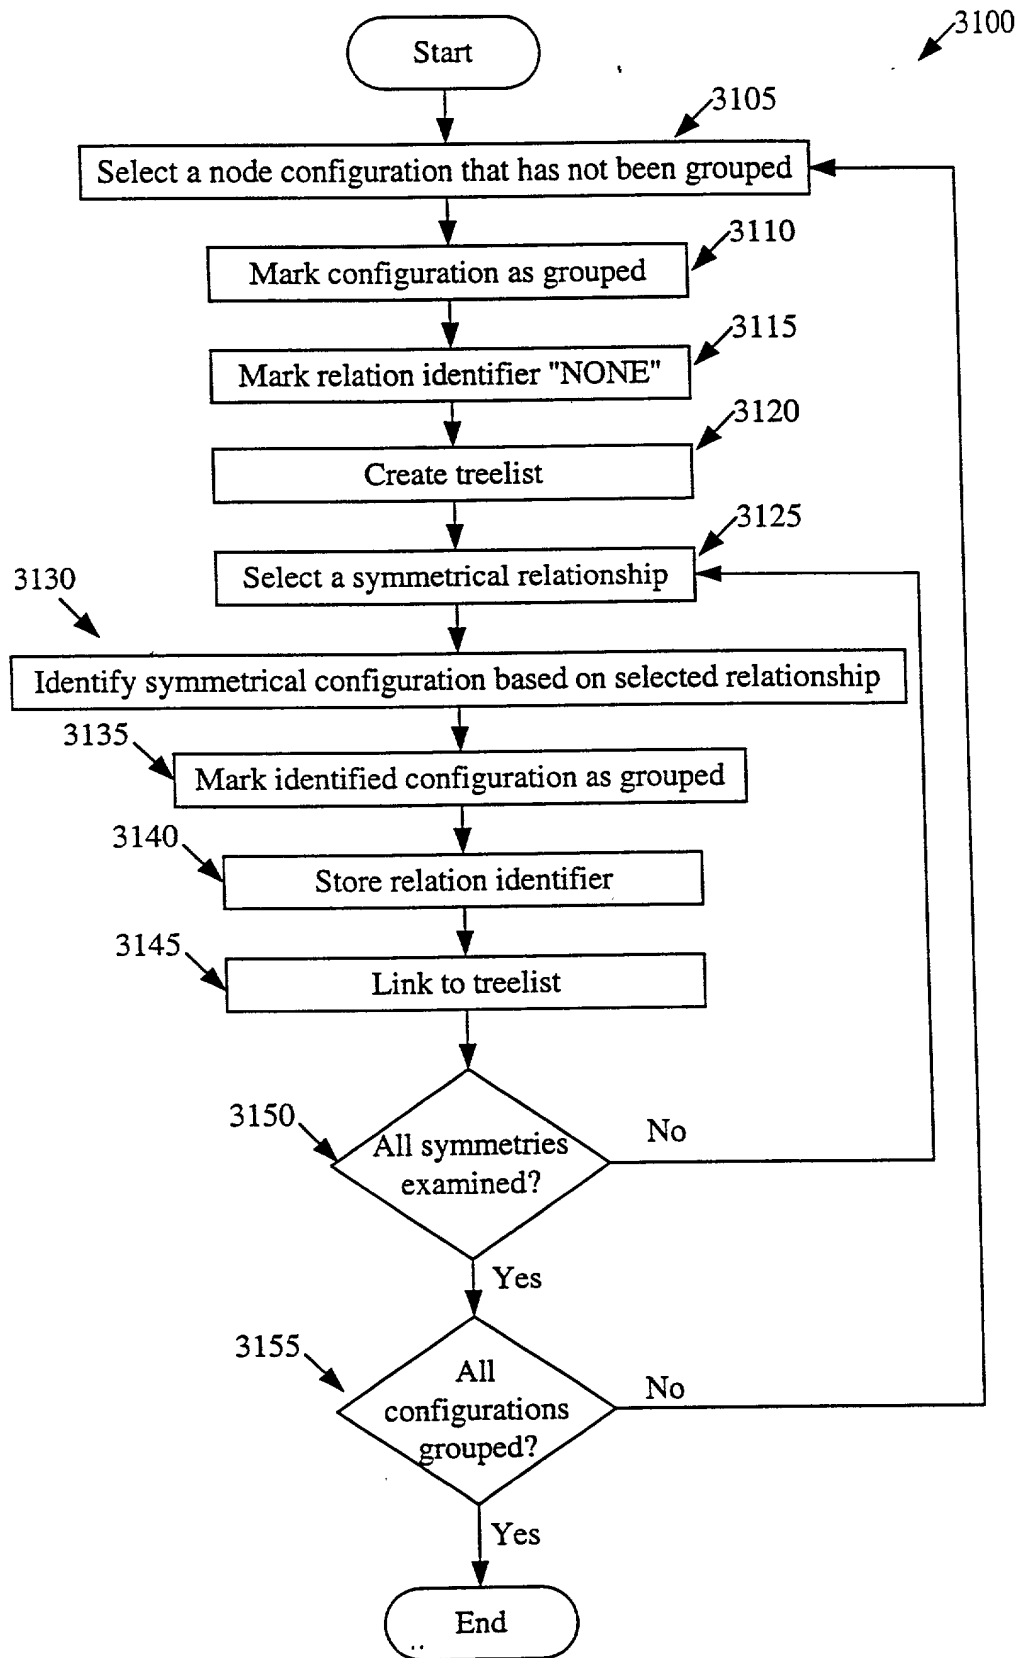 3100
Start
3105
Select a node configuration that has not been grouped
3110
Mark configuration as grouped
3115
Mark relation identifier "NONE"
3120
Create treelist
3125
Select a symmetrical relationship
3130
Identify symmetrical configuration based on selected relationship
3135
Mark identified configuration as grouped
3140
Store relation identifier
3145
Link to treelist
3150
All symmetries
examined?
No
Yes
3155
All
configurations
grouped?
No
Yes
End